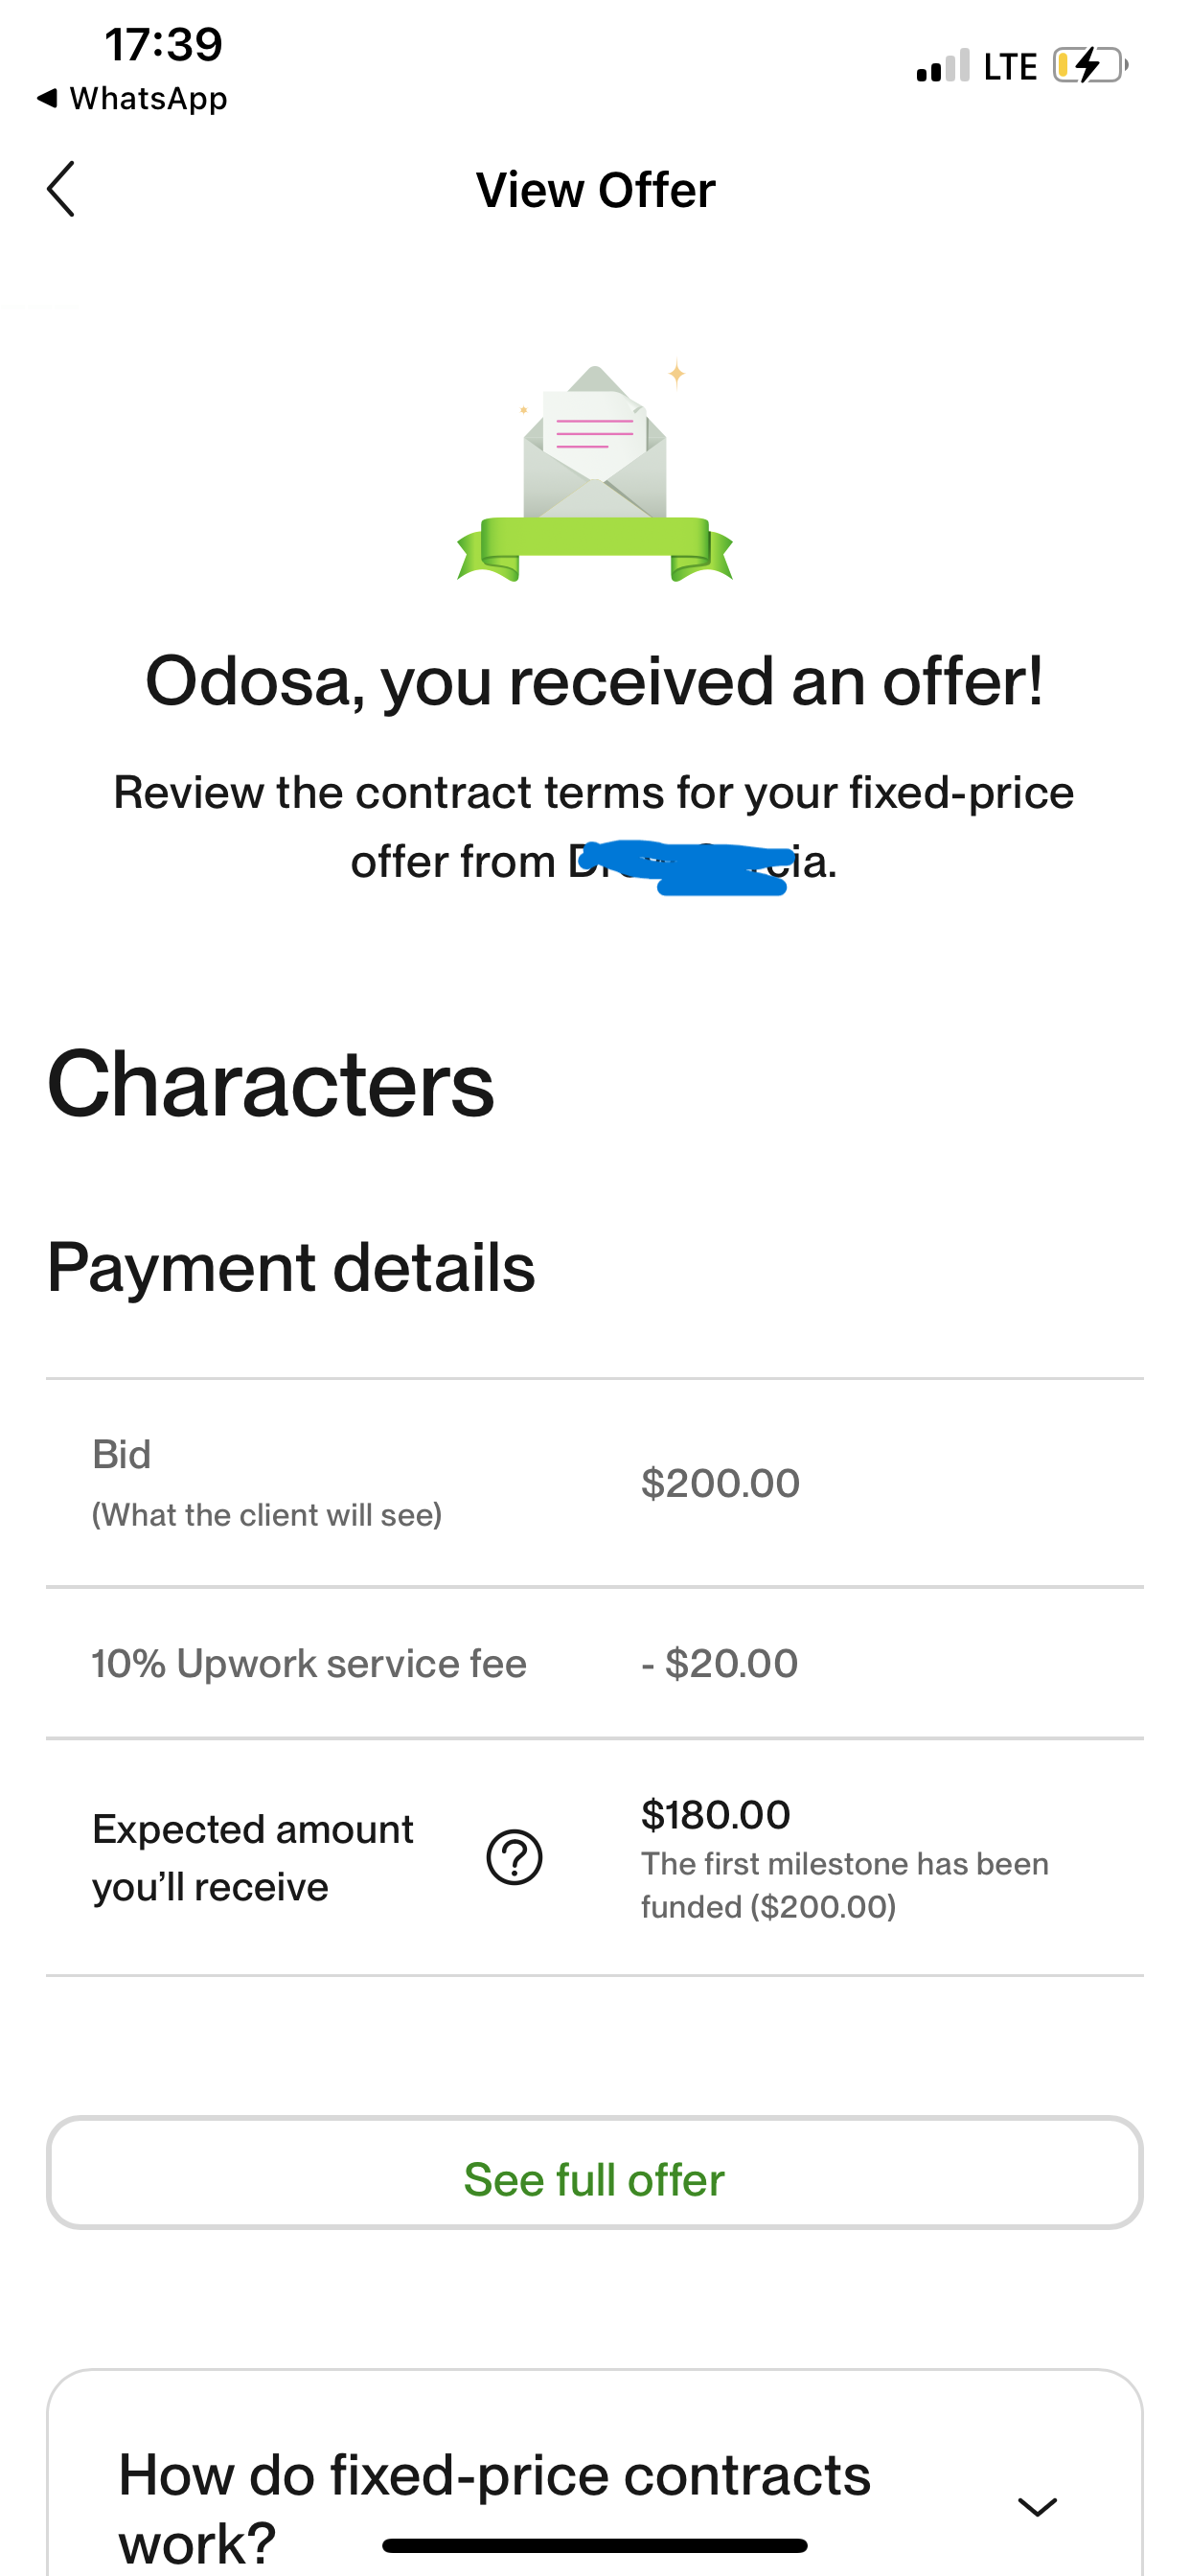 17:39
LTE
WhatsApp
View Offer
Odosa, you received an offer!
Review the contract terms for your fixed-price
offer from
Characters
Payment details
Bid
$200.00
(What the client will see)
10% Upwork service fee
- $20.00
Expected amount
you’ll receive
?
$180.00
The first milestone has been
funded ($200.00)
See full offer
How do fixed-price contracts
work?